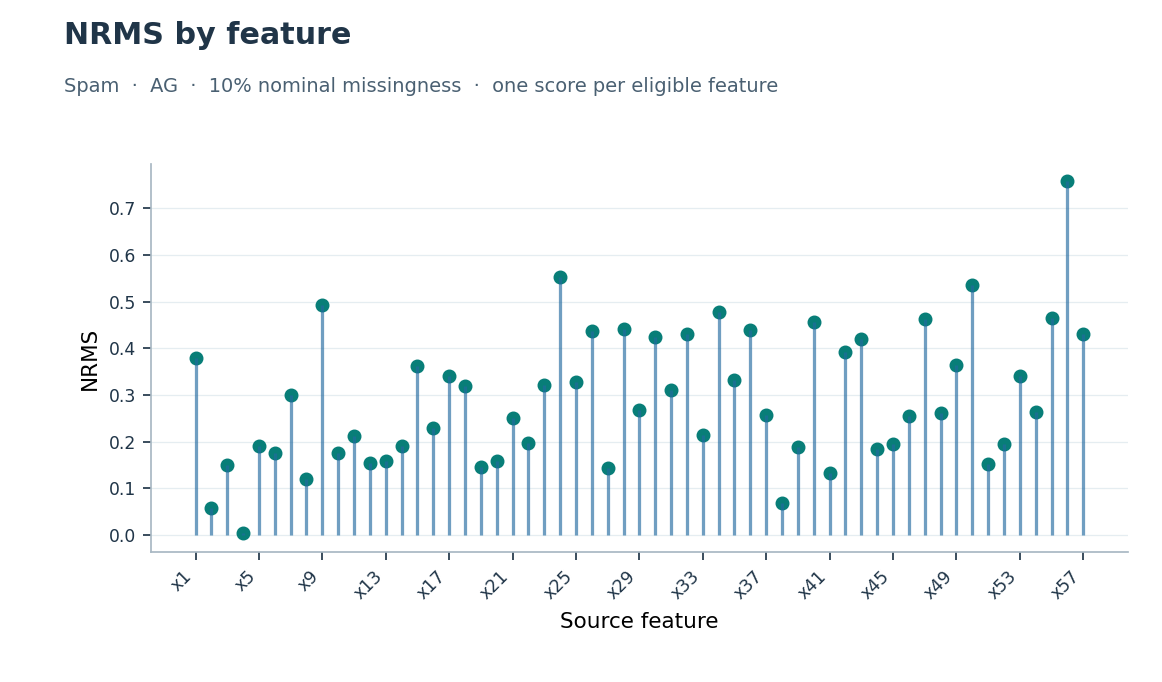 NRMS by feature
Spam · AG · 10% nominal missingness · one score per eligible feature
NRMS
0.7
0.6
0.5
0.4
0.3
0.2
0.1
0.0
x1 x5 x9 x13 x17 x21 x25 x29 x33 x37 x41 x45 x49 x53 x57
Source feature